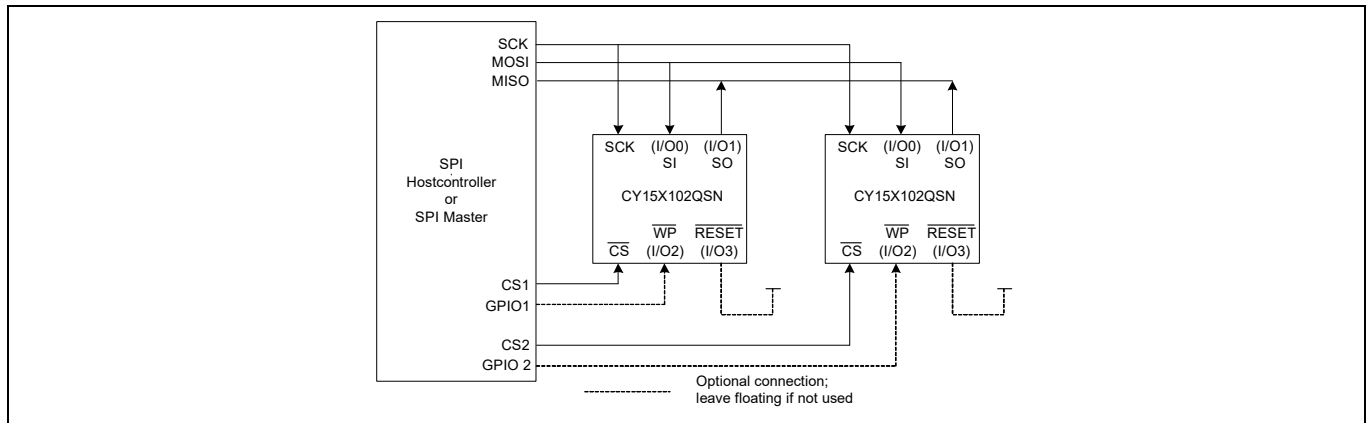 SCK
MOSI
MISO
SPI
Hostcontroller
or
SPI Master
CS1
GPIO1
CS2
GPIO 2
SCK (I/O0) (I/O1)
SI SO
CY15X102QSN
WP RESET
CS (I/O2) (I/O3)
SCK (I/O0) (I/O1)
SI SO
CY15X102QSN
WP RESET
CS (I/O2) (I/O3)
Optional connection;
leave floating if not used